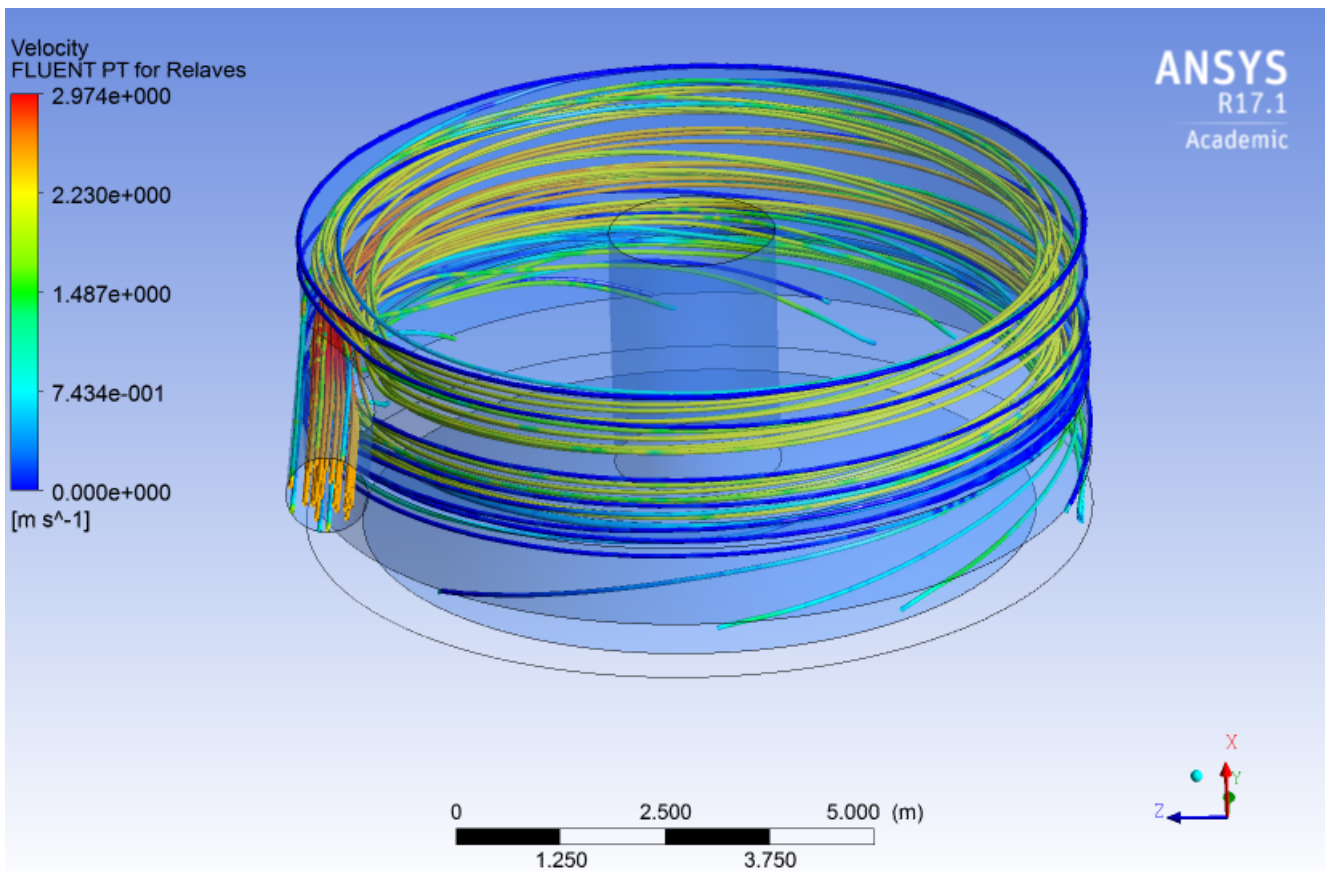 Velocity
FLUENT PT for Relaves
2.974e+000
2.230e+000
1.487e+000
7.434e-001
0.000e+000
[m s^-1]
ANSYS
R17.1
Academic
X
Y
Z
0 2.500 5.000 (m)
1.250 3.750